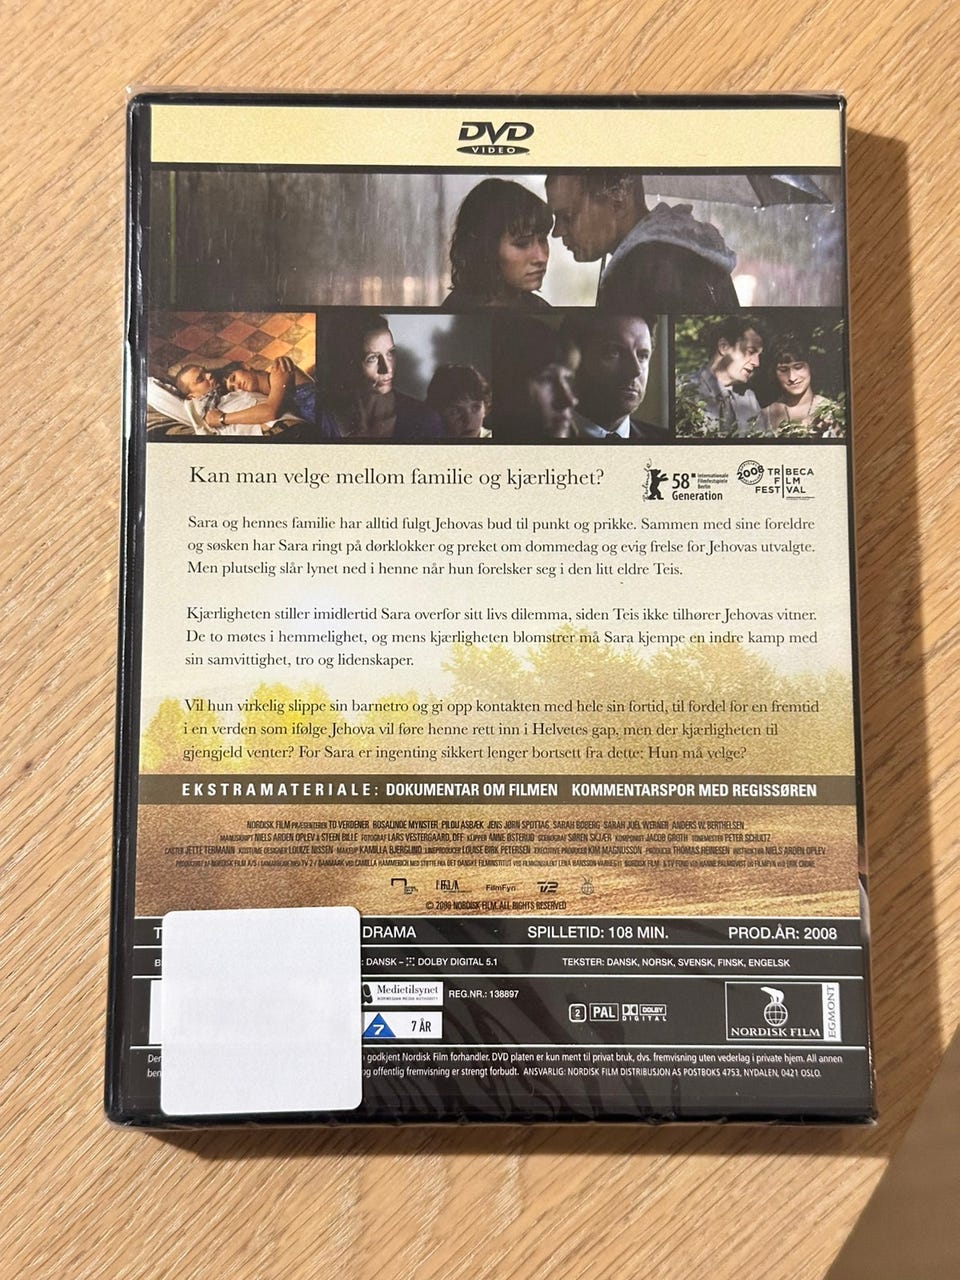 DVD
VIDEO
Kan man velge mellom familie og kjærlighet?
58
Internationale
Filmfestspiele
Berlin
Generation
2008
TRIBECA
FILM
FESTIVAL
Sara og hennes familie har alltid fulgt Jehovas bud til punkt og prikke. Sammen med sine foreldre
og søsken har Sara ringt på dørklokker og preket om dommedag og evig frelse for Jehovas utvalgte.
Men plutselig slår lynet ned i henne når hun forelsker seg i den litt eldre Teis.
Kjærligheten stiller imidlertid Sara overfor sitt livs dilemma, siden Teis ikke tilhører Jehovas vitner.
De to møtes i hemmelighet, og mens kjærligheten blomstrer må Sara kjempe en indre kamp med
sin samvittighet, tro og lidenskaper.
Vil hun virkelig slippe sin barnetro og gi opp kontakten med hele sin fortid, til fordel for en fremtid
i en verden som ifølge Jehova vil føre henne rett inn i Helvetes gap, men der kjærligheten til
gjengjeld venter? For Sara er ingenting sikkert lenger bortsett fra dette: Hun må velge?
EKSTRAMATERIALE: DOKUMENTAR OM FILMEN KOMMENTARSPOR MED REGISSØREN
NORDISK FILM PRÆSENTERER TO VERDENER ROSALINDE MYNSTER PILOU ASBÆK JENS JØRN SPOTTAG SARAH BOBERG SARAH JUEL WERNER ANDERS W. BERTHELSEN
MANUSKRIPT NIELS ARDEN OPLEV & STEEN BILLE FOTOGRAF LARS VESTERGAARD, DFF KLIPPER ANNE ØSTERUD SCENOGRAF SØREN SKJÆR KOMPONIST JACOB GROTH TONEMESTER PETER SCHULTZ
CASTER JETTE TERMANN COSTUME DESIGNER LOUIZE NISSEN MAKEUP KAMILLA BJERGLIND LINEPRODUCER LOUISE BIRK PETERSEN EXECUTIVE PRODUCER KIM MAGNUSSON PRODUCER THOMAS HEINESEN INSTRUKTØR NIELS ARDEN OPLEV
FilmFyn
TV2
© 2008 NORDISK FILM. ALL RIGHTS RESERVED
DRAMA SPILLETID: 108 MIN. PROD.ÅR: 2008
: DANSK – DOLBY DIGITAL 5.1 TEKSTER: DANSK, NORSK, SVENSK, FINSK, ENGELSK
Medietilsynet
NORWEGIAN MEDIA AUTHORITY
REG.NR.: 138897
7
7 ÅR
2
PAL
DOLBY
DIGITAL
NORDISK FILM
EGMONT
godkjent Nordisk Film forhandler. DVD platen er kun ment til privat bruk, dvs. fremvisning uten vederlag i private hjem. All annen
og offentlig fremvisning er strengt forbudt. ANSVARLIG: NORDISK FILM DISTRIBUSJON AS POSTBOKS 4753, NYDALEN, 0421 OSLO.